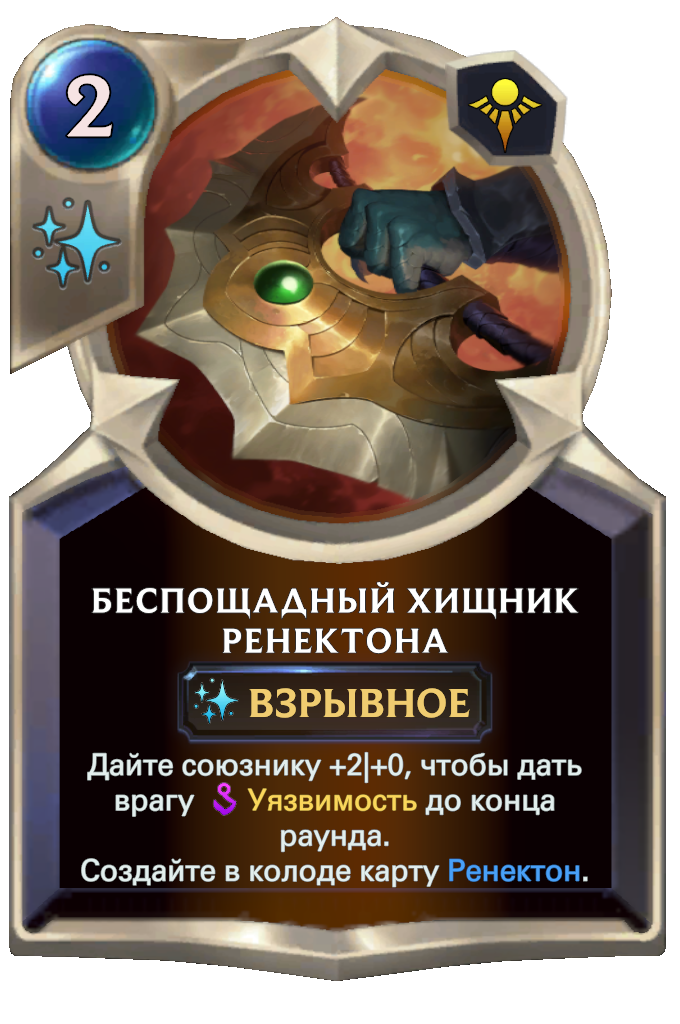 2
БЕСПОЩАДНЫЙ ХИЩНИК
РЕНЕКТОНА
ВЗРЫВНОЕ
Дайте союзнику +2|+0, чтобы дать
врагу Уязвимость до конца
раунда.
Создайте в колоде карту Ренектон.